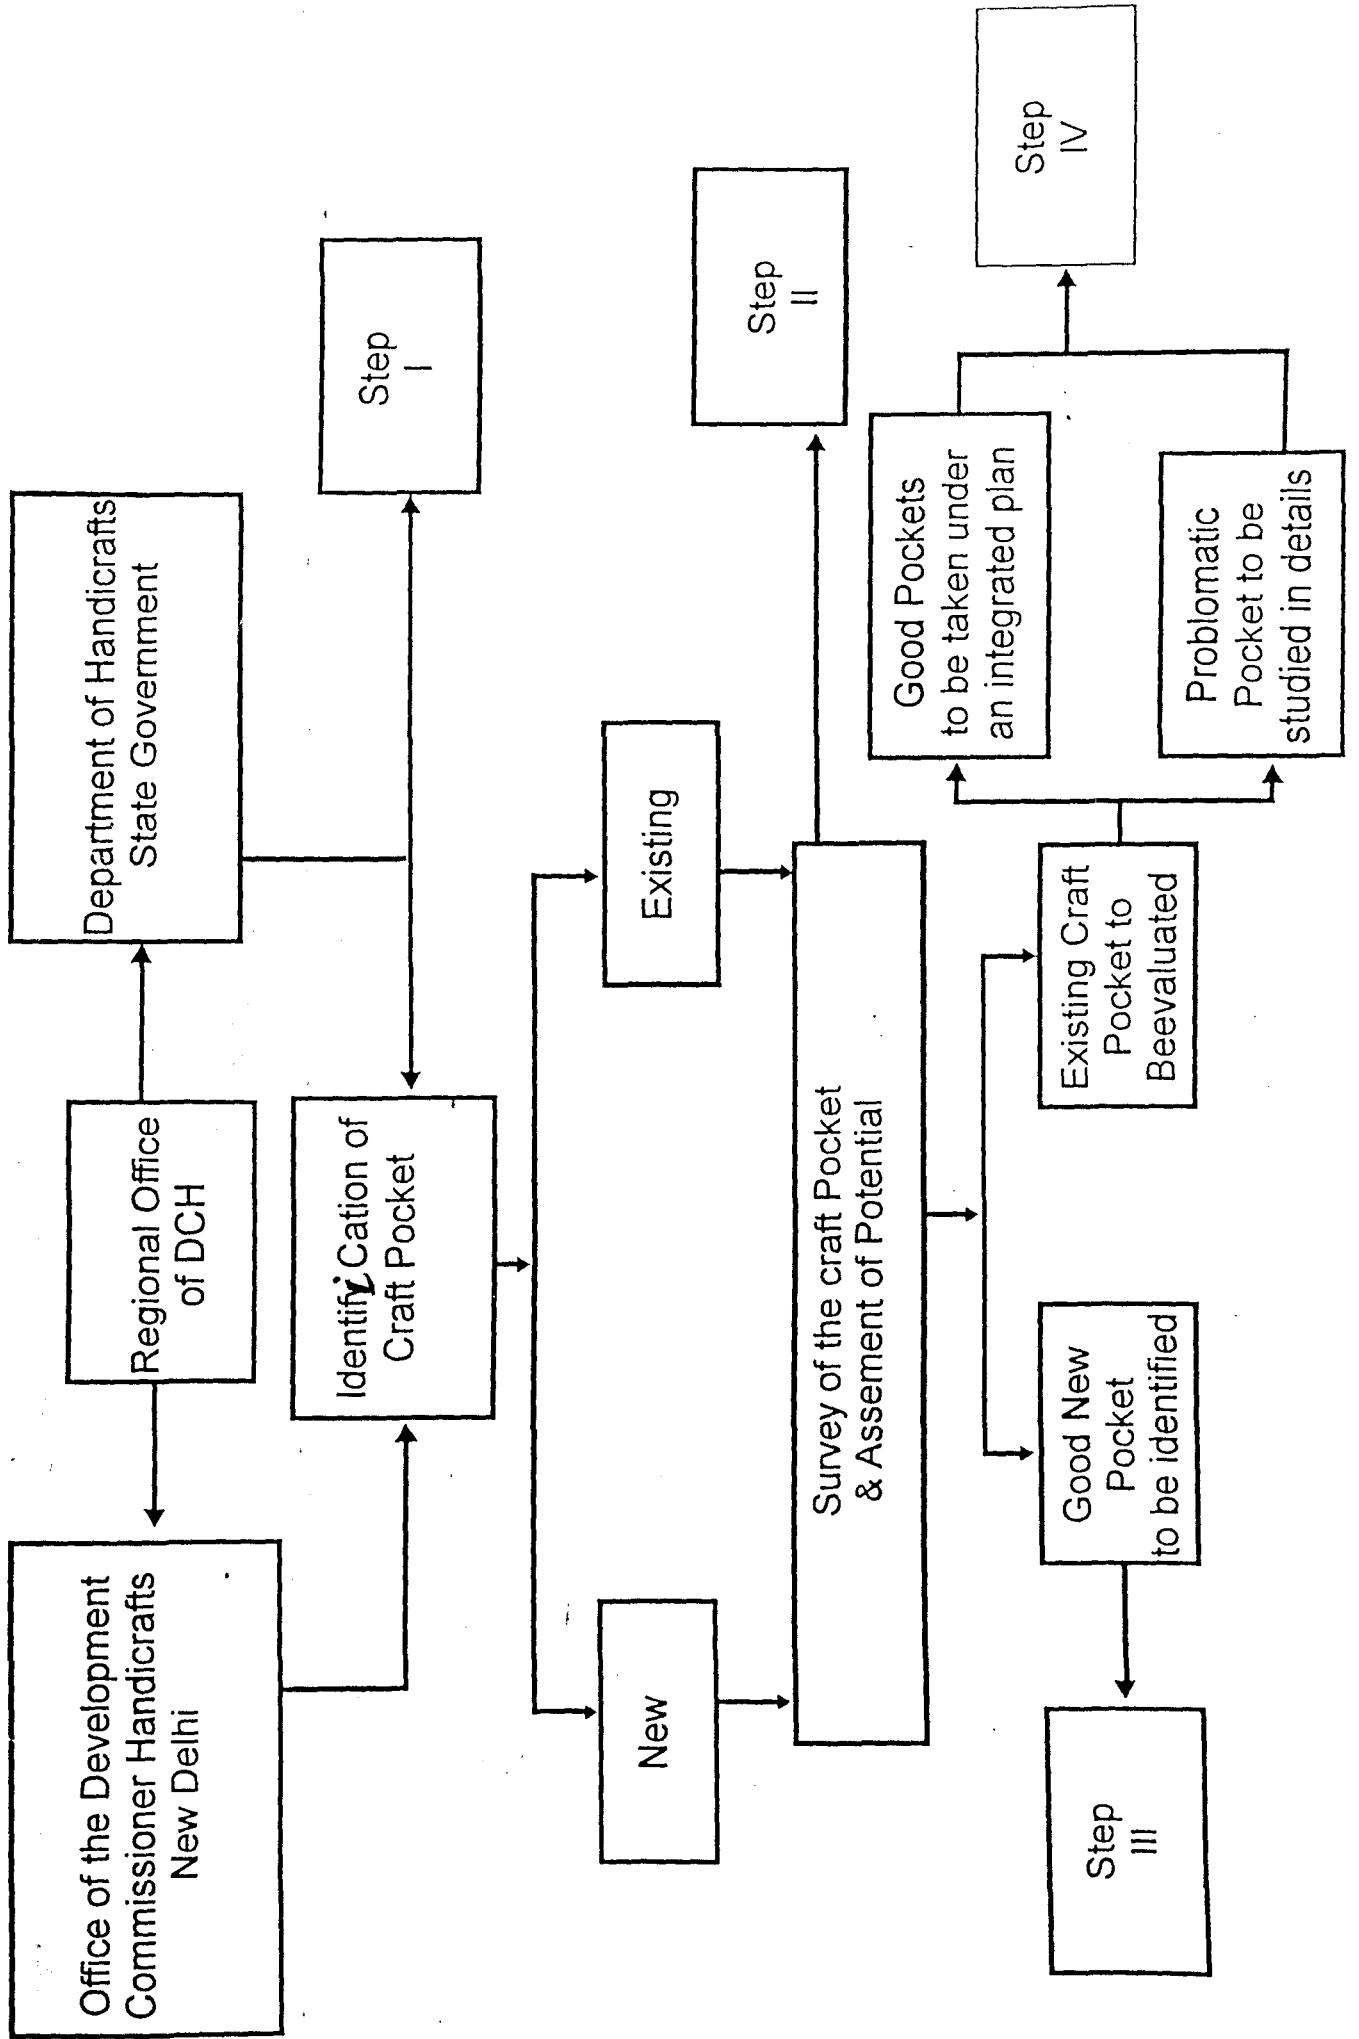 Office of the Development
Commissioner Handicrafts
New Delhi
Regional Office
of DCH
Department of Handicrafts
State Government
Identify Cation of
Craft Pocket
Step
I
New
Existing
Step
II
Survey of the craft Pocket
& Assement of Potential
Step
III
Good New
Pocket
to be identified
Existing Craft
Pocket to
Beevaluated
Good Pockets
to be taken under
an integrated plan
Problomatic
Pocket to be
studied in details
Step
IV